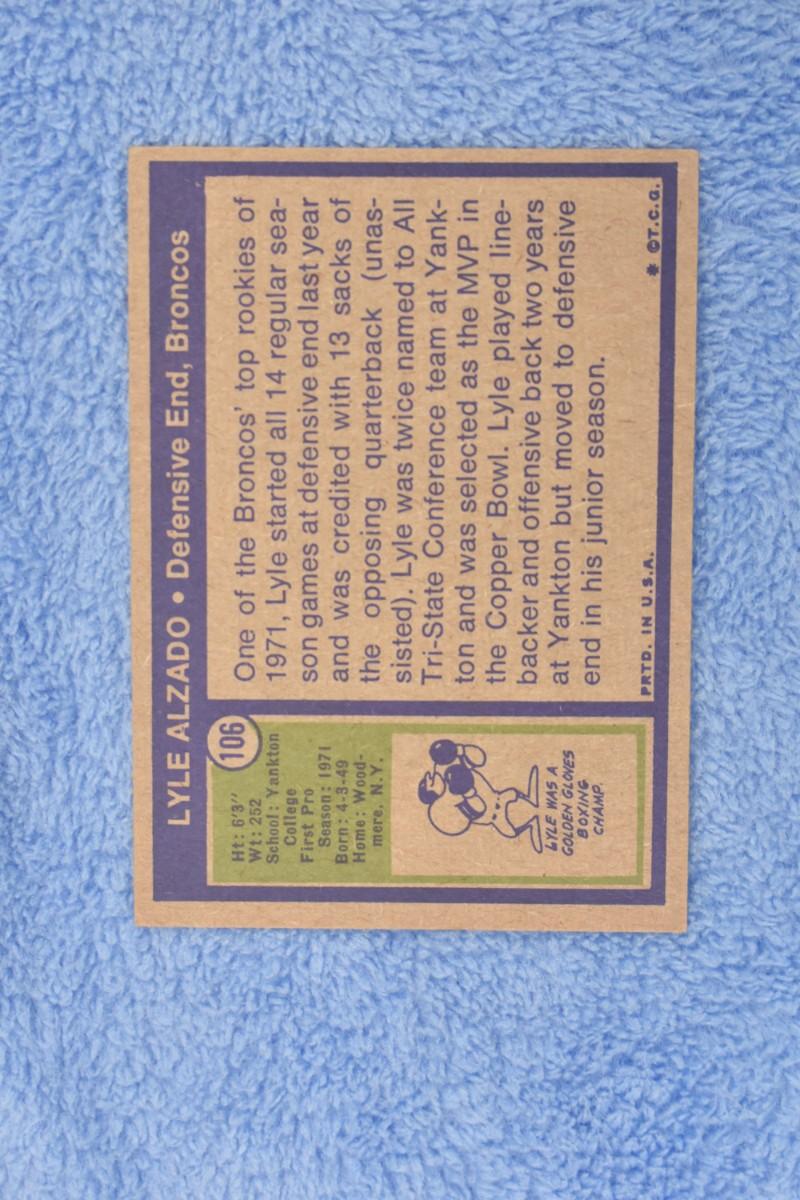 LYLE ALZADO • Defensive End, Broncos
106
Ht: 6'3"
Wt: 252
School: Yankton
College
First Pro
Season: 1971
Born: 4-3-49
Home: Wood-
mere, N.Y.
LYLE WAS A
GOLDEN GLOVES
BOXING
CHAMP.
One of the Broncos' top rookies of
1971, Lyle started all 14 regular sea-
son games at defensive end last year
and was credited with 13 sacks of
the opposing quarterback (unas-
sisted). Lyle was twice named to All
Tri-State Conference team at Yank-
ton and was selected as the MVP in
the Copper Bowl. Lyle played line-
backer and offensive back two years
at Yankton but moved to defensive
end in his junior season.
PRTD. IN U.S.A.
* ©T.C.G.